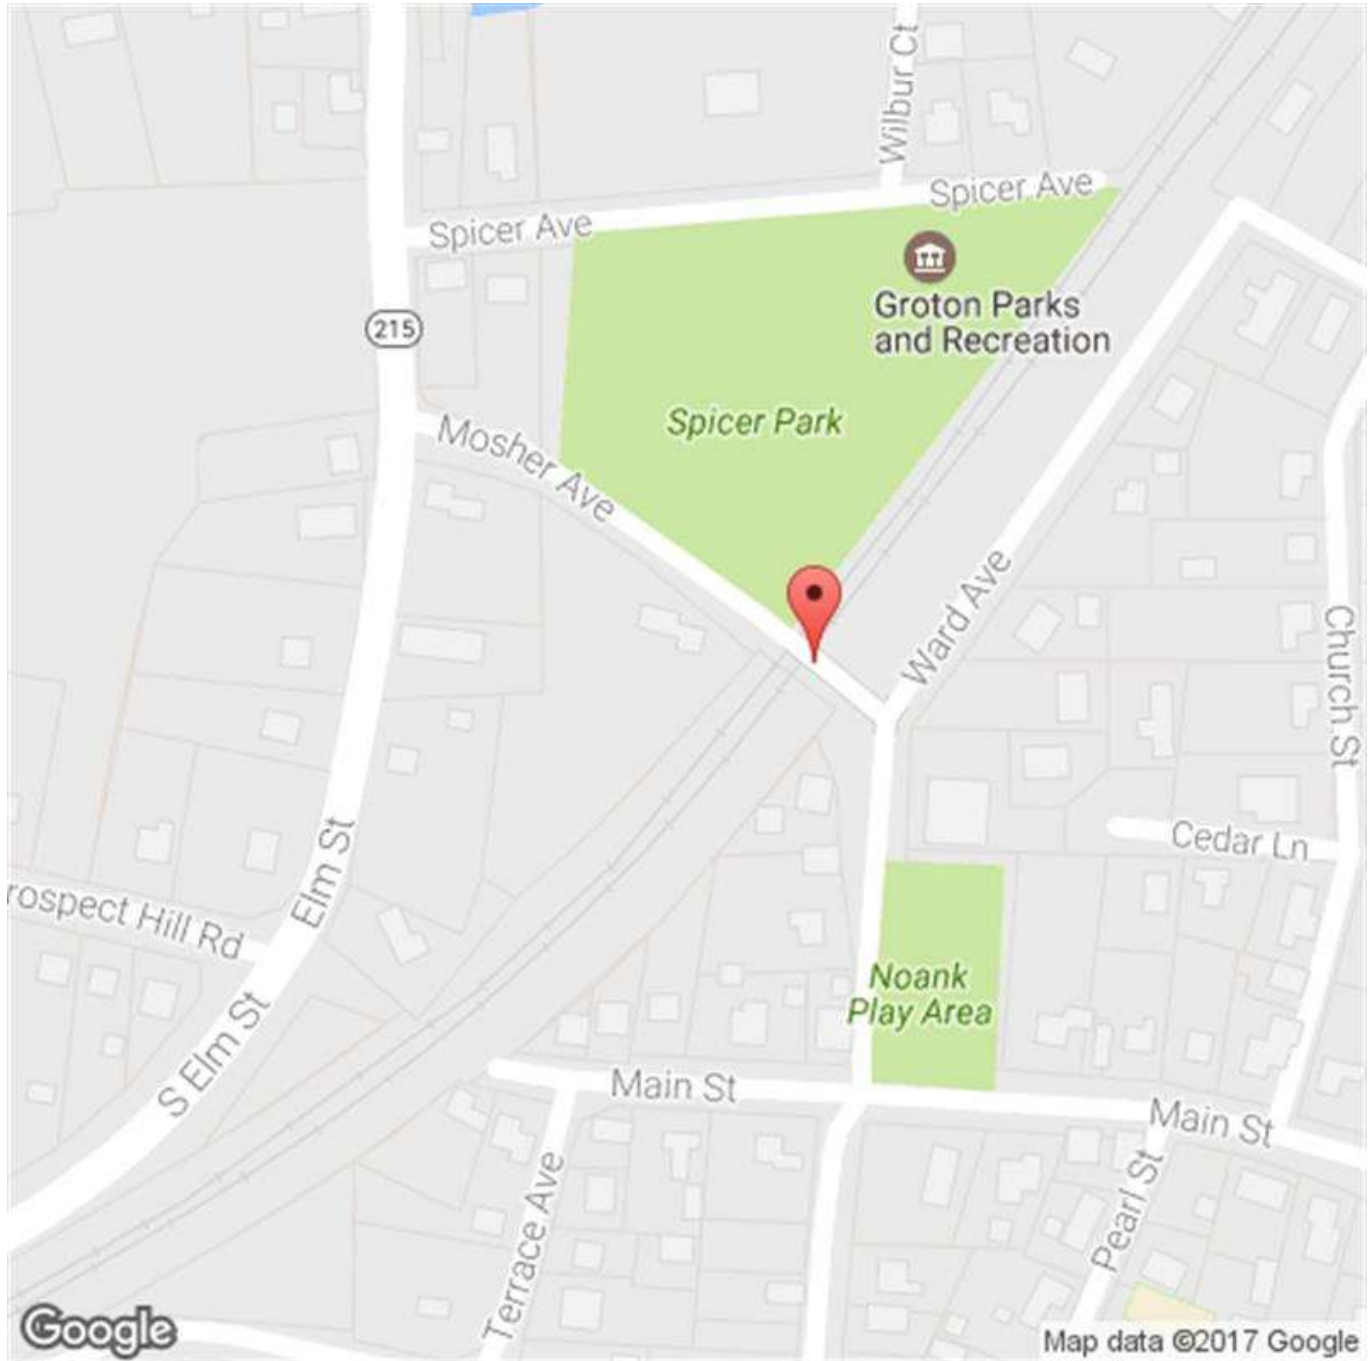 Wilbur Ct
Spicer Ave
Spicer Ave
215
Groton Parks
and Recreation
Spicer Park
Mosher Ave
Ward Ave
Church St
Cedar Ln
Elm St
rospect Hill Rd
Noank
Play Area
S Elm St
Main St
Main St
Pearl St
Terrace Ave
Google
Map data ©2017 Google